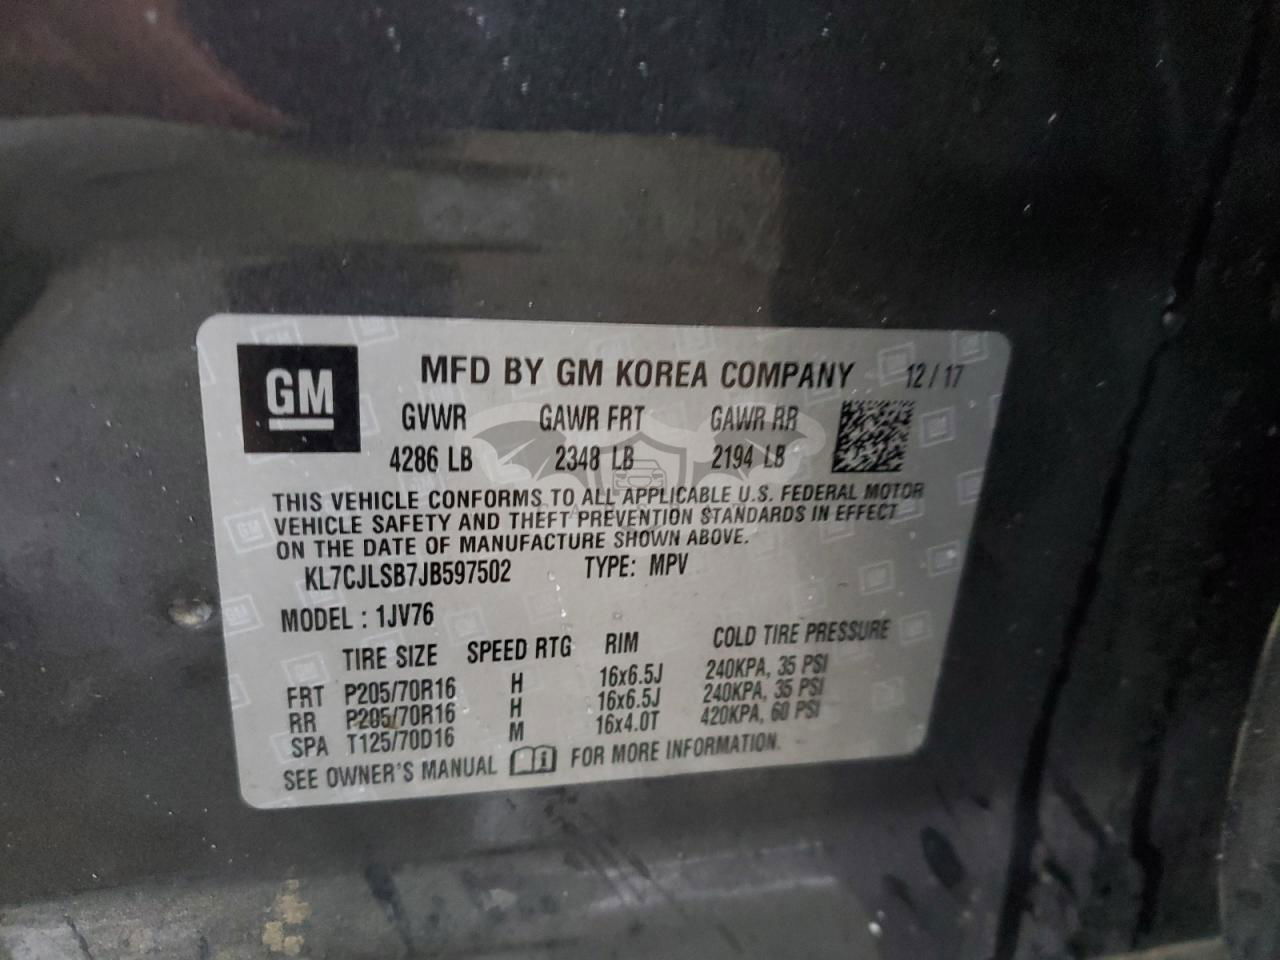 GM
MFD BY GM KOREA COMPANY 12/17
GVWR GAWR FRT GAWR RR
4286 LB 2348 LB 2194 LB
THIS VEHICLE CONFORMS TO ALL APPLICABLE U.S. FEDERAL MOTOR
VEHICLE SAFETY AND THEFT PREVENTION STANDARDS IN EFFECT
ON THE DATE OF MANUFACTURE SHOWN ABOVE.
KL7CJLSB7JB597502 TYPE: MPV
MODEL : 1JV76
TIRE SIZE SPEED RTG RIM COLD TIRE PRESSURE
FRT P205/70R16 H 16x6.5J 240KPA, 35 PSI
RR P205/70R16 H 16x6.5J 240KPA, 35 PSI
SPA T125/70D16 M 16x4.0T 420KPA, 60 PSI
SEE OWNER'S MANUAL FOR MORE INFORMATION.